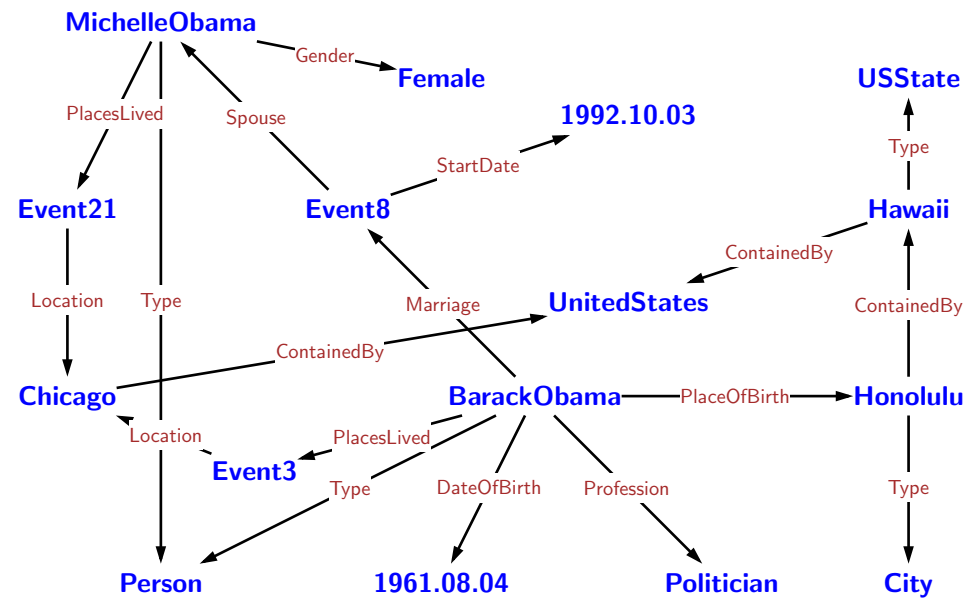 MichelleObama
Gender
Female
USState
PlacesLived
Spouse
1992.10.03
StartDate
Type
Event21
Event8
Hawaii
ContainedBy
Location
Type
Marriage
UnitedStates
ContainedBy
ContainedBy
Chicago
BarackObama
PlaceOfBirth
Honolulu
Location
PlacesLived
Event3
Type
DateOfBirth
Profession
Type
Person
1961.08.04
Politician
City